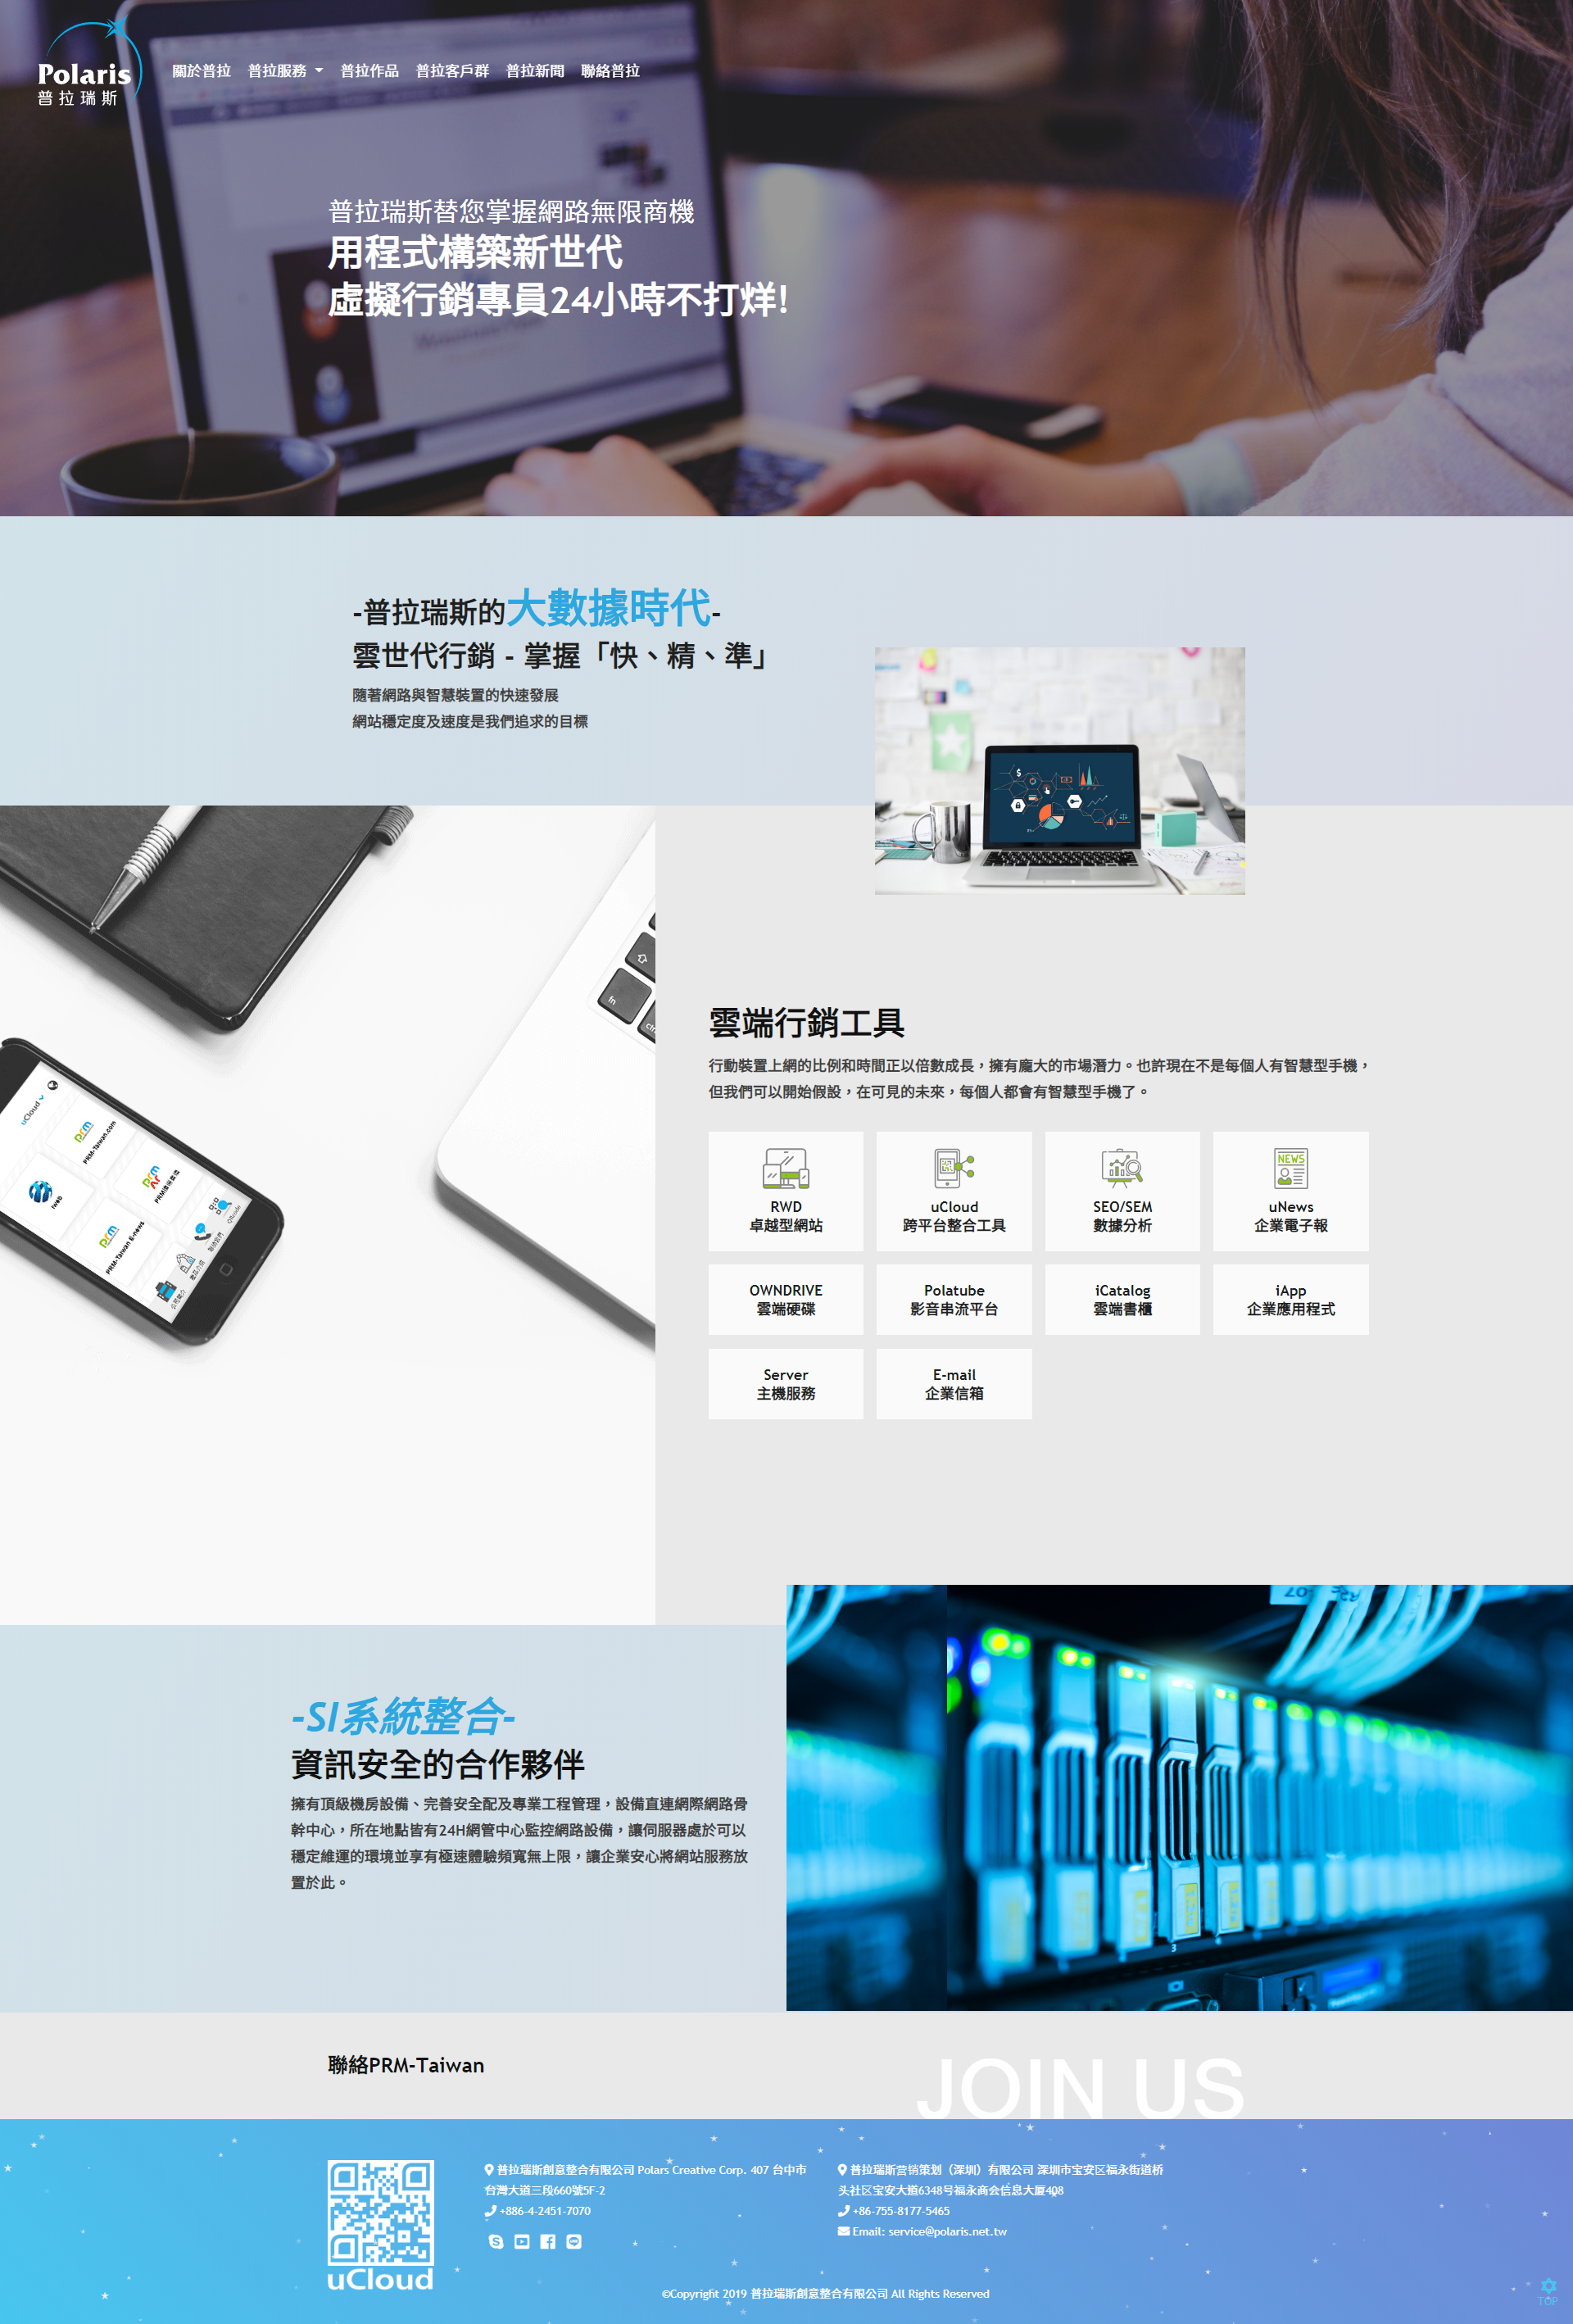 Polaris
普拉瑞斯
關於普拉 普拉服務 普拉作品 普拉客戶群 普拉新聞 聯絡普拉
普拉瑞斯替您掌握網路無限商機
用程式構築新世代
虛擬行銷專員24小時不打烊!
-普拉瑞斯的大數據時代-
雲世代行銷 - 掌握「快、精、準」
隨著網路與智慧裝置的快速發展
網站穩定度及速度是我們追求的目標
fn
uCloud
PRM-Taiwan.com
iweb
PRM-Taiwan E-news
QRcode
公司簡介
雲端行銷工具
行動裝置上網的比例和時間正以倍數成長，擁有龐大的市場潛力。也許現在不是每個人有智慧型手機，
但我們可以開始假設，在可見的未來，每個人都會有智慧型手機了。
RWD
卓越型網站
uCloud
跨平台整合工具
SEO/SEM
數據分析
NEWS
uNews
企業電子報
OWNDRIVE
雲端硬碟
Polatube
影音串流平台
iCatalog
雲端書櫃
iApp
企業應用程式
Server
主機服務
E-mail
企業信箱
-SI系統整合-
資訊安全的合作夥伴
擁有頂級機房設備、完善安全配及專業工程管理，設備直連網際網路骨
幹中心，所在地點皆有24H網管中心監控網路設備，讓伺服器處於可以
穩定維運的環境並享有極速體驗頻寬無上限，讓企業安心將網站服務放
置於此。
3
聯絡PRM-Taiwan
JOIN US
uCloud
普拉瑞斯創意整合有限公司 Polars Creative Corp. 407 台中市
台灣大道三段660號5F-2
+886-4-2451-7070
普拉瑞斯营销策划（深圳）有限公司 深圳市宝安区福永街道桥
头社区宝安大道6348号福永商会信息大厦408
+86-755-8177-5465
Email: service@polaris.net.tw
©Copyright 2019 普拉瑞斯創意整合有限公司 All Rights Reserved
TOP